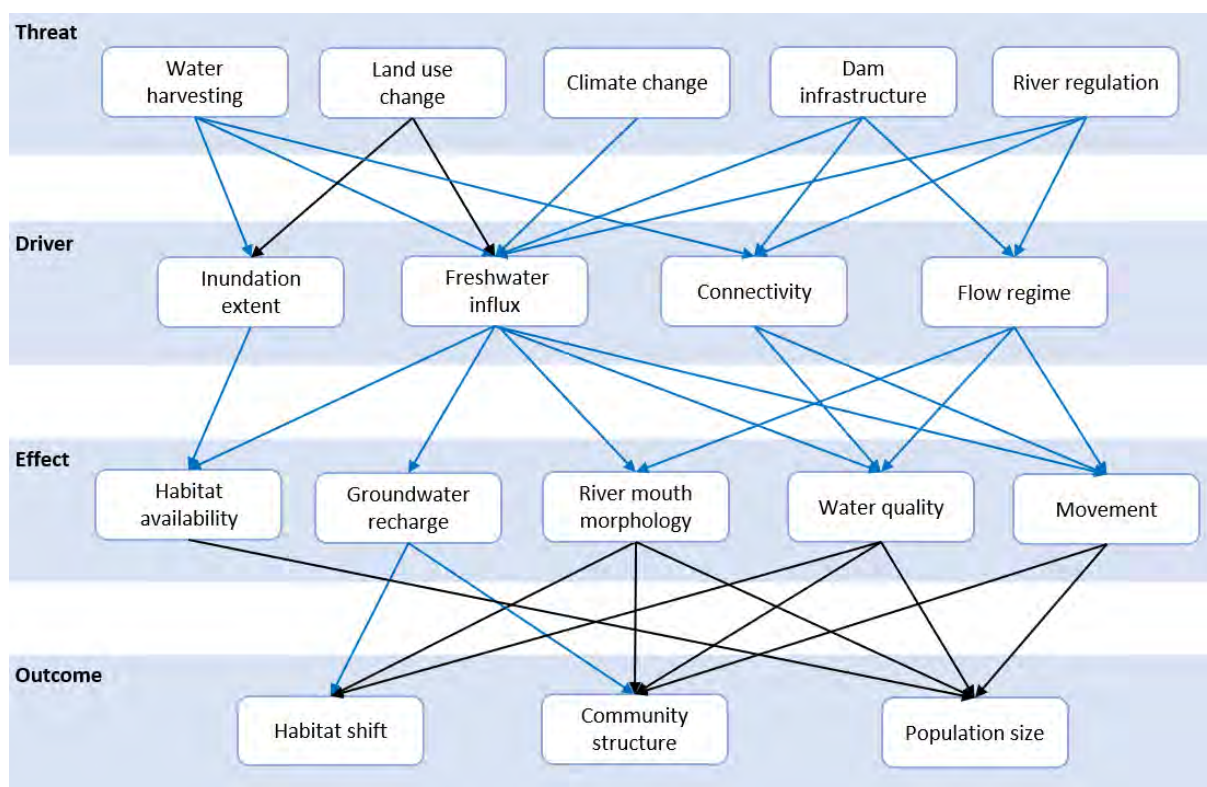 Threat
Water
harvesting
Land use
change
Climate change
Dam
infrastructure
River regulation
Driver
Inundation
extent
Freshwater
influx
Connectivity
Flow regime
Effect
Habitat
availability
Groundwater
recharge
River mouth
morphology
Water quality
Movement
Outcome
Habitat shift
Community
structure
Population size